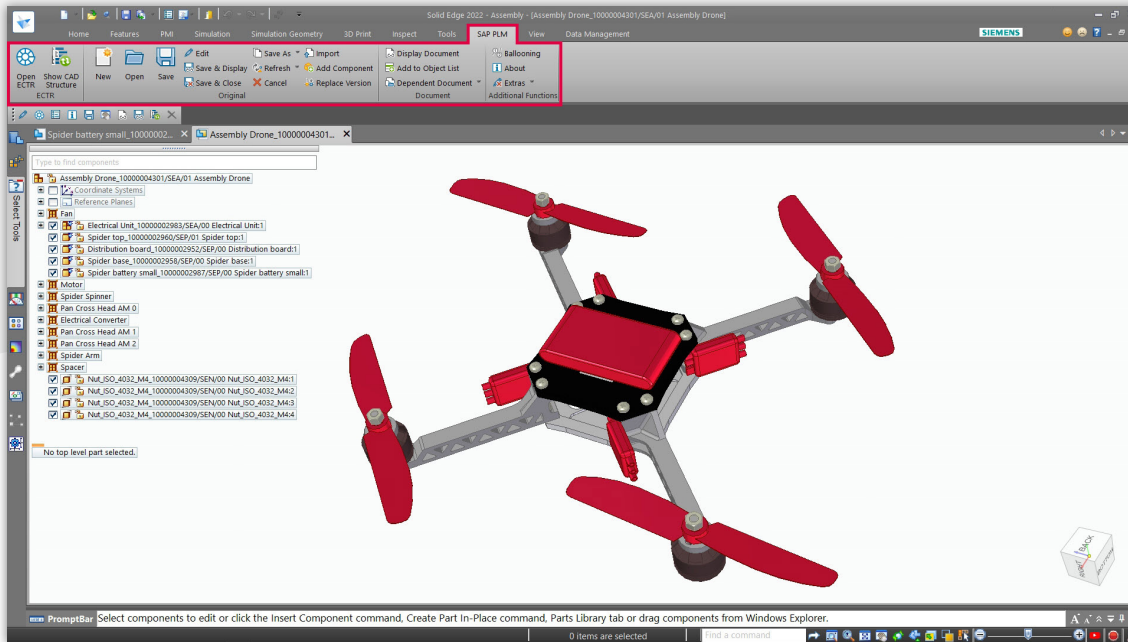 Solid Edge 2022 - Assembly - (Assembly Drone_10000004301/SEA/01 Assembly Drone)
Home Features PMI Simulation Simulation Geometry 3D Print Inspect Tools SAP PLM View Data Management SIEMENS
Edit Save As Import Display Document Ballooning
Save & Display Refresh Add Component Add to Object List About
Open ECTR Show CAD Structure New Open Save Save & Close Cancel Replace Version Dependent Document Extras
ECTR Original Document Additional Functions
Spider battery small_10000002... Assembly Drone_10000004301...
Type to find components
Assembly Drone_10000004301/SEA/01 Assembly Drone
Coordinate Systems
Reference Planes
Fan
Electrical Unit_10000002983/SEA/00 Electrical Unit:1
Spider top_10000002960/SEP/01 Spider top:1
Distribution board_10000002952/SEP/00 Distribution board:1
Spider base_10000002958/SEP/00 Spider base:1
Spider battery small_10000002987/SEP/00 Spider battery small:1
Motor
Spider Spinner
Pan Cross Head AM 0
Electrical Converter
Pan Cross Head AM 1
Pan Cross Head AM 2
Spider Arm
Spacer
Nut_ISO_4032_M4_10000004309/SEN/00 Nut_ISO_4032_M4:1
Nut_ISO_4032_M4_10000004309/SEN/00 Nut_ISO_4032_M4:2
Nut_ISO_4032_M4_10000004309/SEN/00 Nut_ISO_4032_M4:3
Nut_ISO_4032_M4_10000004309/SEN/00 Nut_ISO_4032_M4:4
No top level part selected.
Select Tools
BACK
PromptBar Select components to edit or click the Insert Component command, Create Part In-Place command, Parts Library tab or drag components from Windows Explorer.
0 items are selected Find a command